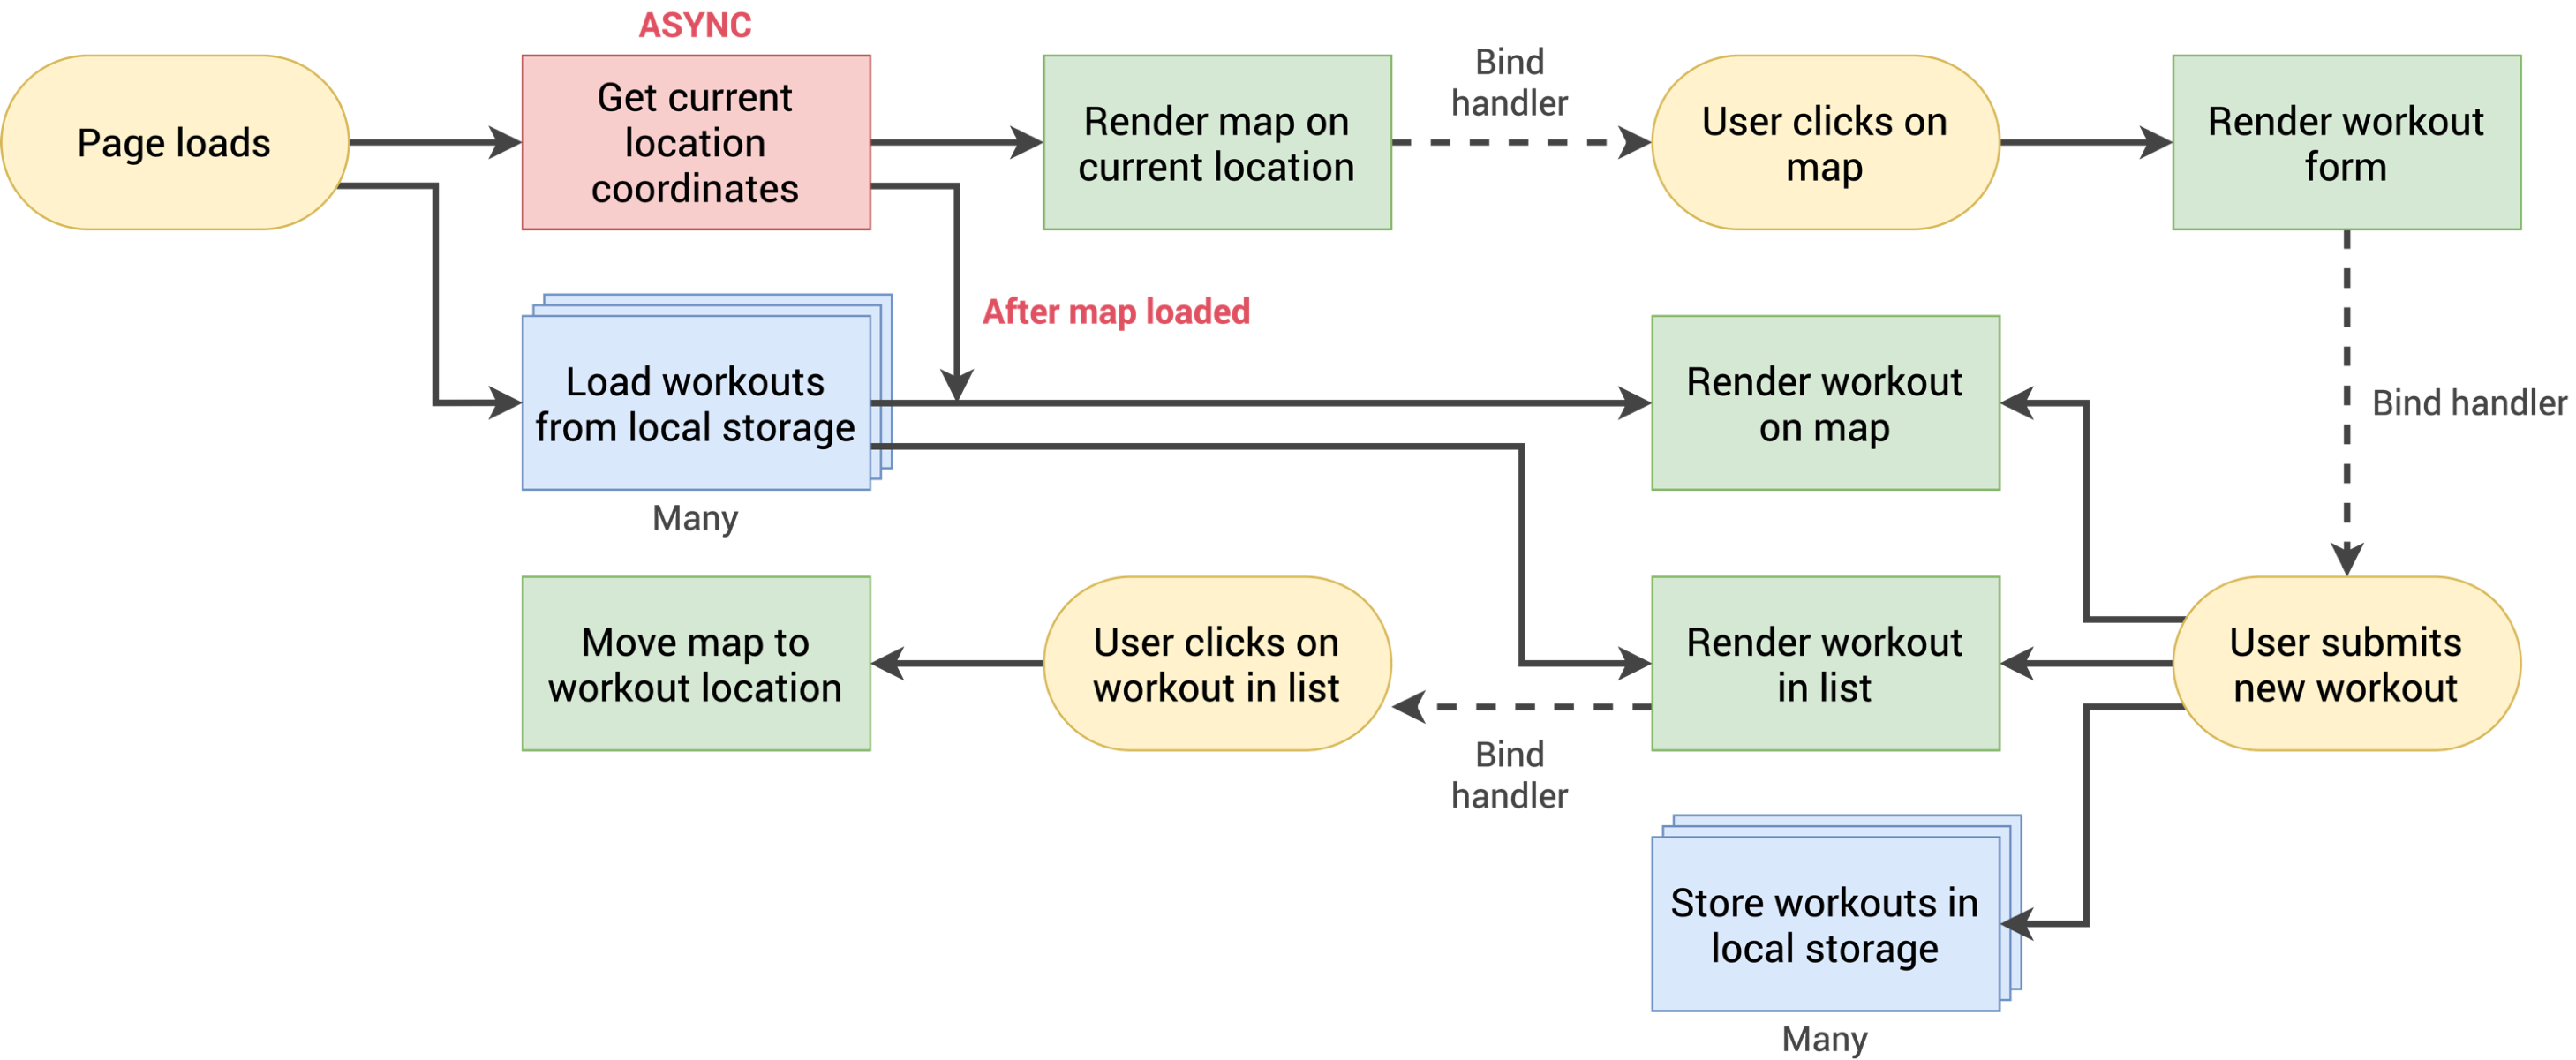 ASYNC
Page loads
Get current
location
coordinates
Render map on
current location
Bind
handler
User clicks on
map
Render workout
form
After map loaded
Load workouts
from local storage
Many
Render workout
on map
Bind handler
Move map to
workout location
User clicks on
workout in list
Bind
handler
Render workout
in list
User submits
new workout
Store workouts in
local storage
Many